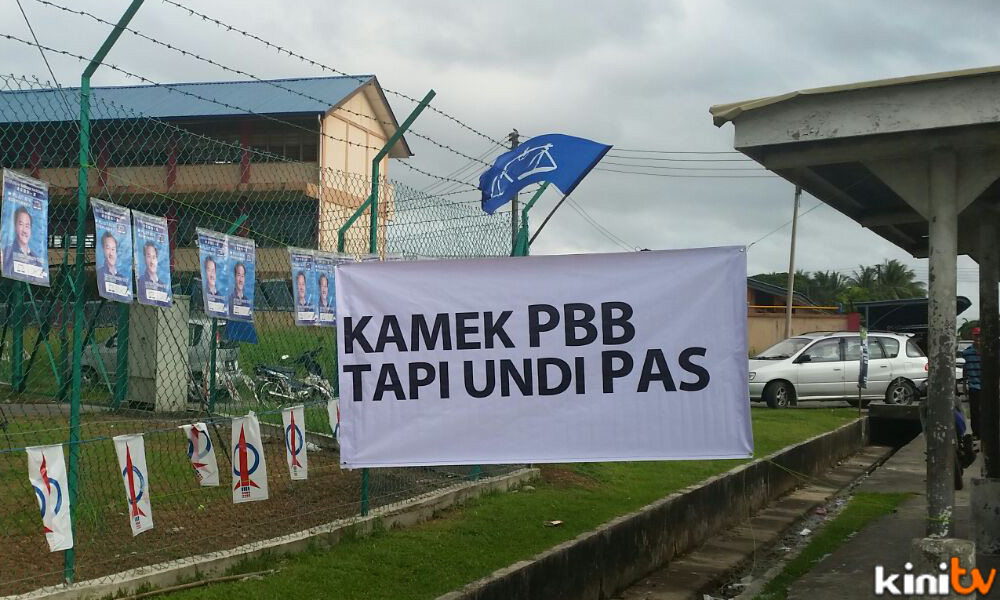 KAMEK PBB
TAPI UNDI PAS
kinitv